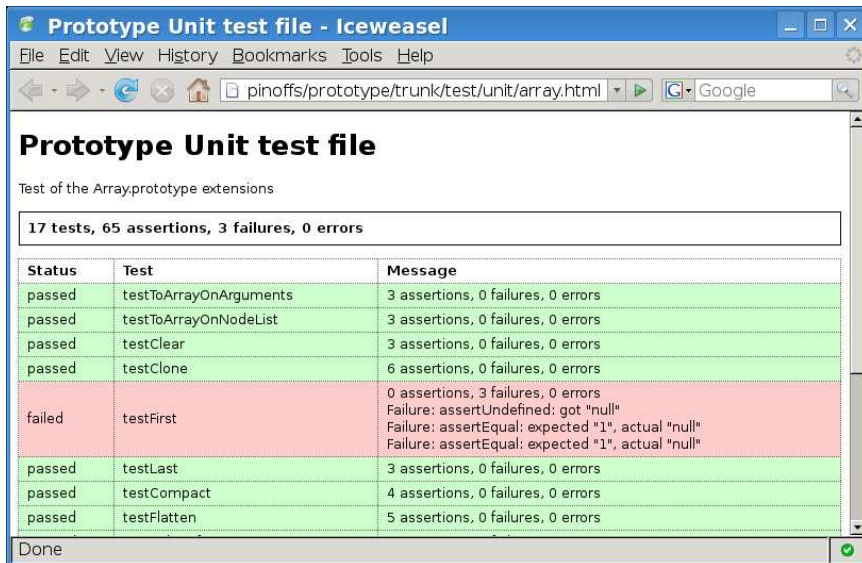 Prototype Unit test file - Iceweasel
File Edit View History Bookmarks Tools Help
pinoffs/prototype/trunk/test/unit/array.html G Google
Prototype Unit test file
Test of the Array.prototype extensions
17 tests, 65 assertions, 3 failures, 0 errors
Status Test Message
passed testToArrayOnArguments 3 assertions, 0 failures, 0 errors
passed testToArrayOnNodeList 3 assertions, 0 failures, 0 errors
passed testClear 3 assertions, 0 failures, 0 errors
passed testClone 6 assertions, 0 failures, 0 errors
failed testFirst 0 assertions, 3 failures, 0 errors
Failure: assertUndefined: got "null"
Failure: assertEqual: expected "1", actual "null"
Failure: assertEqual: expected "1", actual "null"
passed testLast 3 assertions, 0 failures, 0 errors
passed testCompact 4 assertions, 0 failures, 0 errors
passed testFlatten 5 assertions, 0 failures, 0 errors
Done